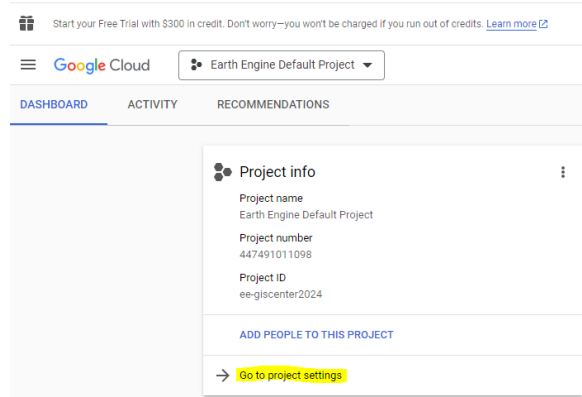 Start your Free Trial with $300 in credit. Don't worry—you won't be charged if you run out of credits. Learn more
Google Cloud
Earth Engine Default Project
DASHBOARD
ACTIVITY
RECOMMENDATIONS
Project info
Project name
Earth Engine Default Project
Project number
447491011098
Project ID
ee-giscenter2024
ADD PEOPLE TO THIS PROJECT
Go to project settings